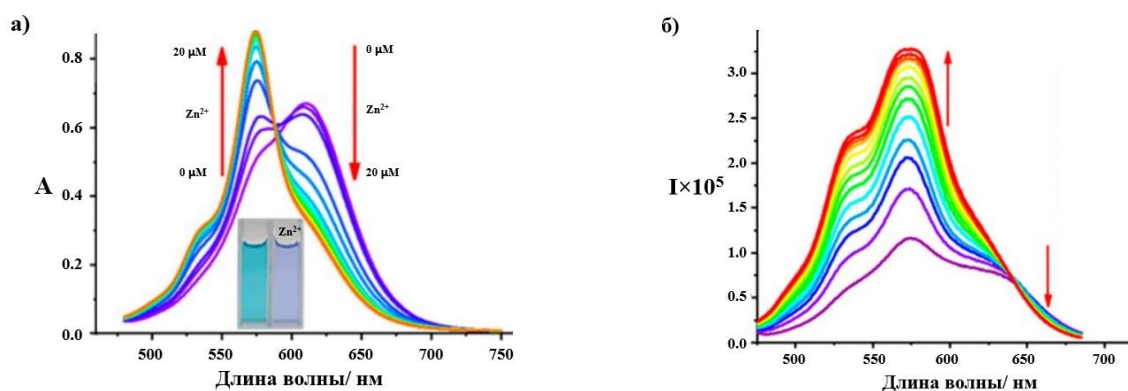 а)
20 μM
Zn²⁺
0 μM
0 μM
Zn²⁺
20 μM
A
0.8
0.6
0.4
0.2
0.0
Zn²⁺
500 550 600 650 700 750
Длина волны/ нм
б)
I×10⁵
3.0
2.5
2.0
1.5
1.0
0.5
0.0
500 550 600 650 700
Длина волны/ нм